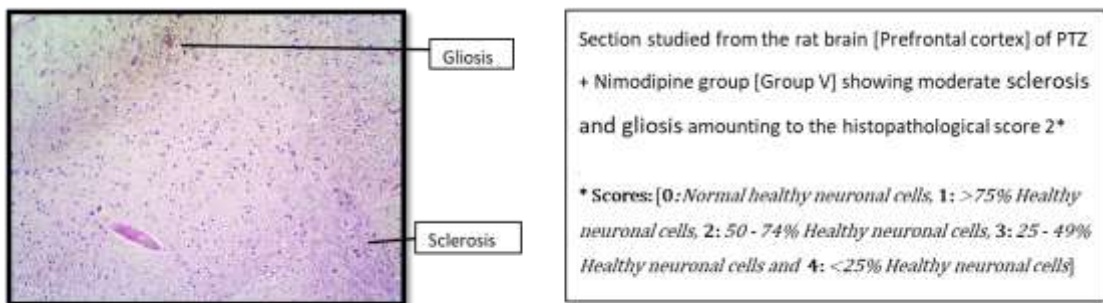 Gliosis
Sclerosis
Section studied from the rat brain [Prefrontal cortex] of PTZ
+ Nimodipine group [Group V] showing moderate sclerosis
and gliosis amounting to the histopathological score 2*
* Scores: [0:Normal healthy neuronal cells, 1: >75% Healthy
neuronal cells, 2: 50 - 74% Healthy neuronal cells, 3: 25 - 49%
Healthy neuronal cells and 4: <25% Healthy neuronal cells]